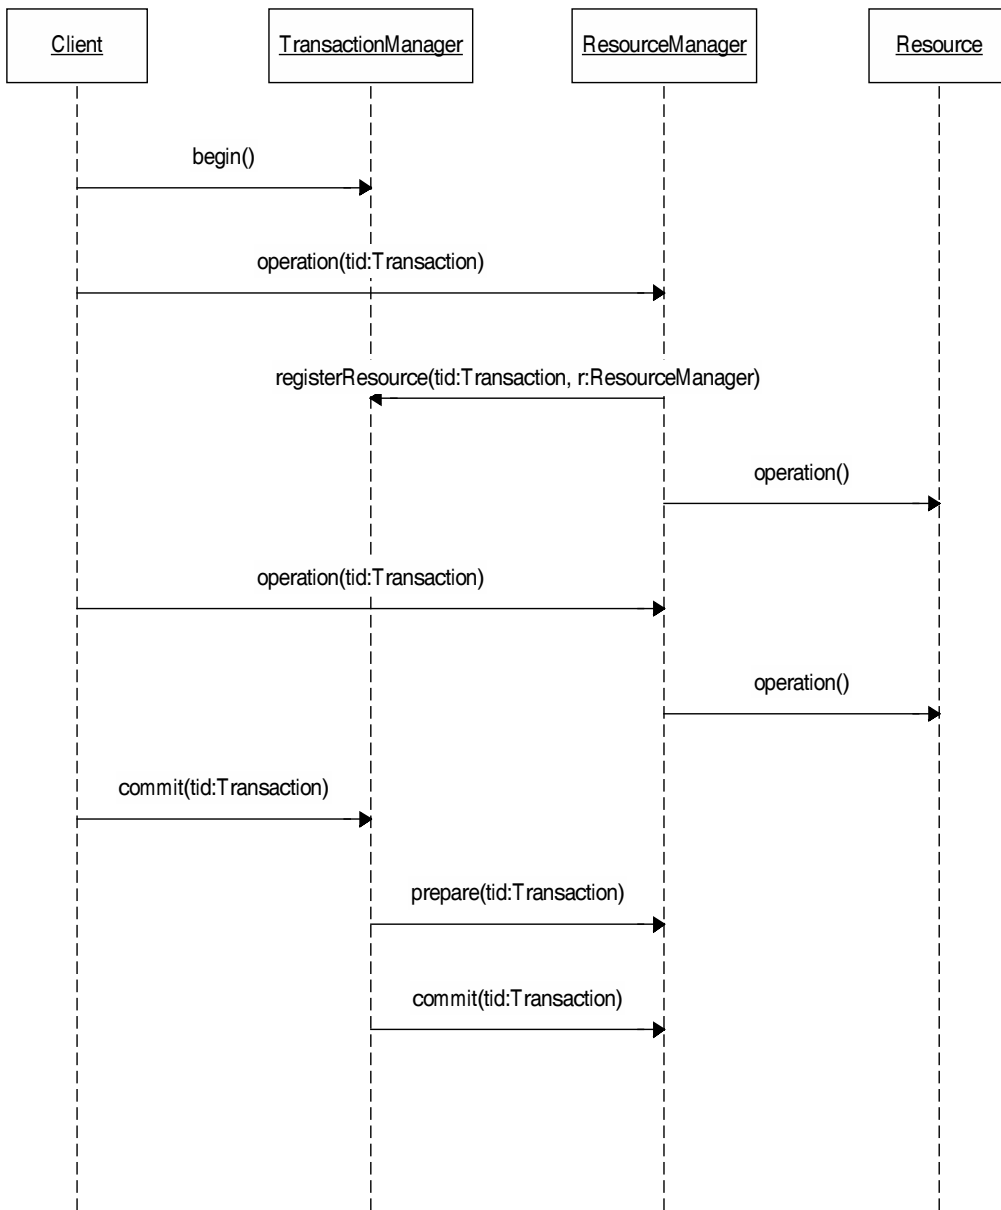 Client
TransactionManager
ResourceManager
Resource
begin()
operation(tid:Transaction)
registerResource(tid:Transaction, r:ResourceManager)
operation()
operation(tid:Transaction)
operation()
commit(tid:Transaction)
prepare(tid:Transaction)
commit(tid:Transaction)